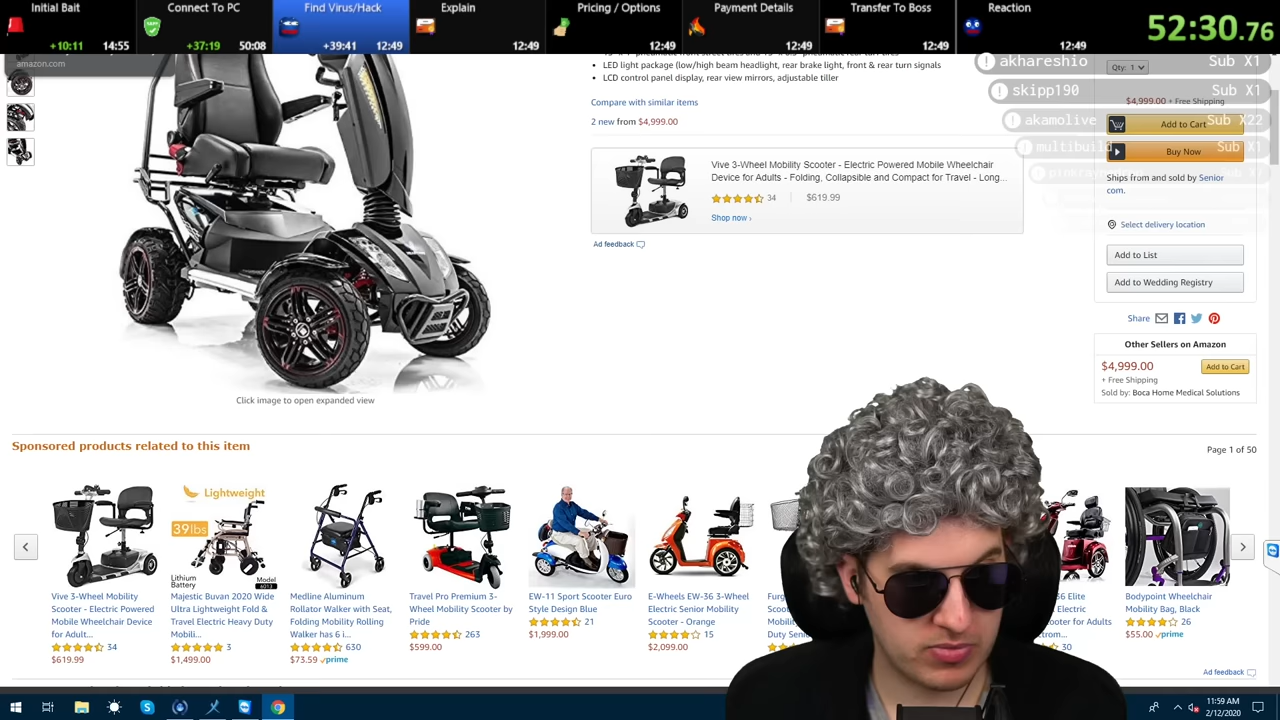 Initial Bait
Connection To PC
Find Virus/Hack
Explain
Pricing / Options
Payment Details
Transfer To Boss
Reaction
52:30.76
+10:11 14:55
+37:19 50:08
+39:41 12:49
12:49
12:49
12:49
12:49
12:49
amazon.com
• LED light package (low/high beam headlight, rear brake light, front & rear turn signals)
• LCD control panel display, rear view mirrors, adjustable tiller
Compare with similar items
2 new from $4,999.00
Vive 3-Wheel Mobility Scooter - Electric Powered Mobile Wheelchair
Device for Adults - Folding, Collapsible and Compact for Travel - Long...
34 $619.99
Shop now ›
Ad feedback
akhareshio Sub X1
skipp190 Sub X1
akamolive Sub X22
multibuild Sub X1
Qty: 1
$4,999.00 + Free Shipping
Add to Cart
Buy Now
Ships from and sold by Senior
com.
Select delivery location
Add to List
Add to Wedding Registry
Share
Other Sellers on Amazon
$4,999.00
Add to Cart
+ Free Shipping
Sold by: Boca Home Medical Solutions
Click image to open expanded view
Sponsored products related to this item
Page 1 of 50
Lightweight
39lbs
Lithium
Battery
Model
6013
Vive 3-Wheel Mobility
Scooter - Electric Powered
Mobile Wheelchair Device
for Adult...
34
$619.99
Majestic Buvan 2020 Wide
Ultra Lightweight Fold &
Travel Electric Heavy Duty
Mobili...
3
$1,499.00
Medline Aluminum
Rollator Walker with Seat,
Folding Mobility Rolling
Walker has 6 i...
630
$73.59 prime
Travel Pro Premium 3-
Wheel Mobility Scooter by
Pride
263
$599.00
EW-11 Sport Scooter Euro
Style Design Blue
21
$1,999.00
E-Wheels EW-36 3-Wheel
Electric Senior Mobility
Scooter - Orange
15
$2,099.00
36 Elite
Electric
Scooter for Adults
30
Bodypoint Wheelchair
Mobility Bag, Black
26
$55.00 prime
Ad feedback
11:59 AM
2/12/2020